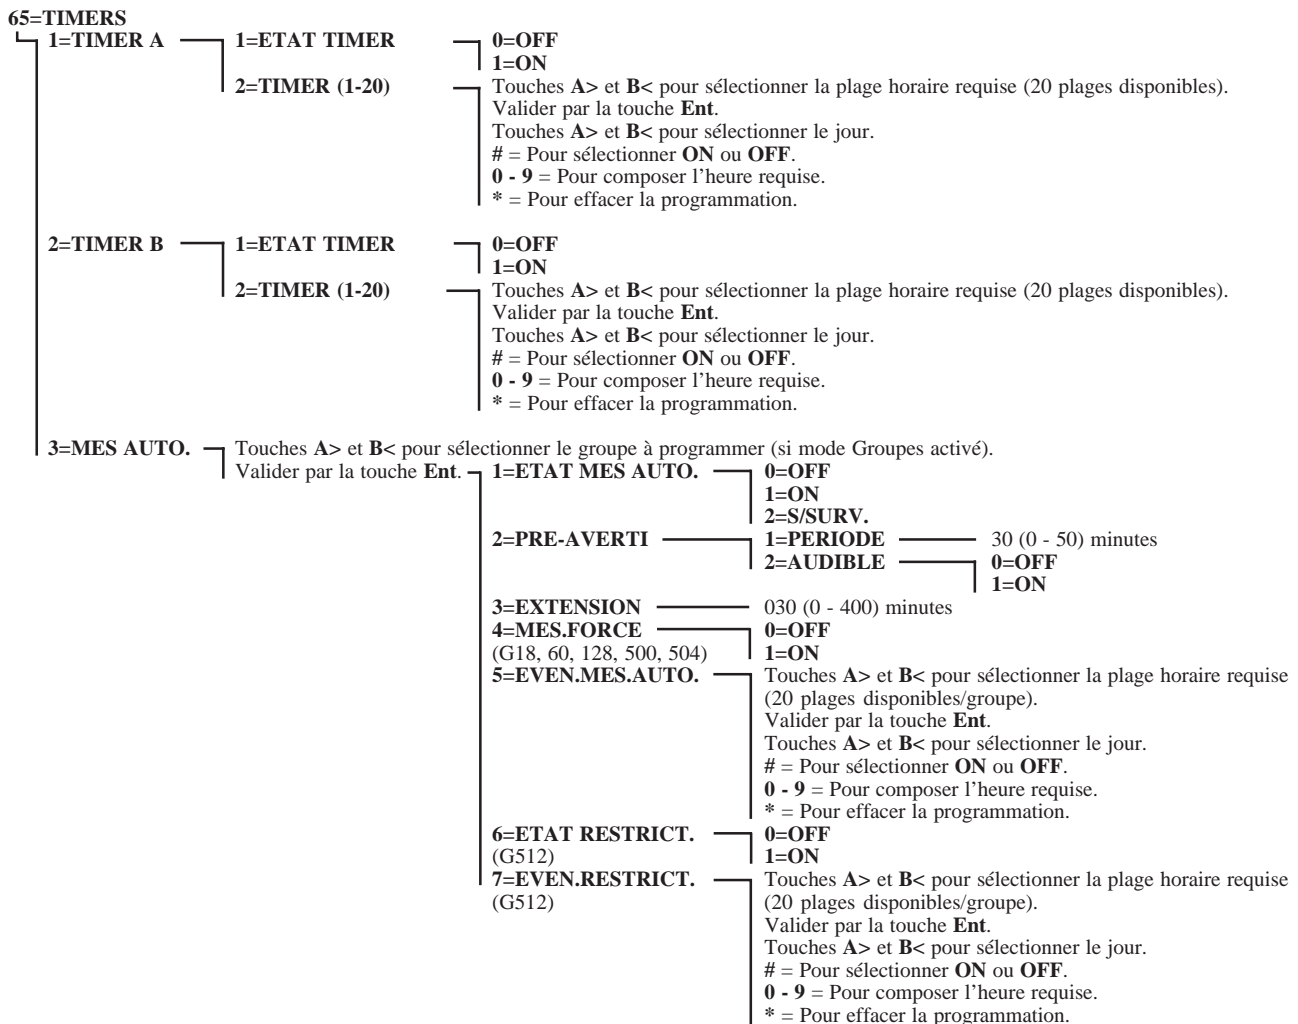 65=TIMERS
1=TIMER A 1=ETAT TIMER 0=OFF
1=ON
2=TIMER (1-20) Touches A> et B< pour sélectionner la plage horaire requise (20 plages disponibles).
Valider par la touche Ent.
Touches A> et B< pour sélectionner le jour.
# = Pour sélectionner ON ou OFF.
0 - 9 = Pour composer l'heure requise.
* = Pour effacer la programmation.
2=TIMER B 1=ETAT TIMER 0=OFF
1=ON
2=TIMER (1-20) Touches A> et B< pour sélectionner la plage horaire requise (20 plages disponibles).
Valider par la touche Ent.
Touches A> et B< pour sélectionner le jour.
# = Pour sélectionner ON ou OFF.
0 - 9 = Pour composer l'heure requise.
* = Pour effacer la programmation.
3=MES AUTO. Touches A> et B< pour sélectionner le groupe à programmer (si mode Groupes activé).
Valider par la touche Ent. 1=ETAT MES AUTO. 0=OFF
1=ON
2=S/SURV.
2=PRE-AVERTI 1=PERIODE 30 (0 - 50) minutes
2=AUDIBLE 0=OFF
1=ON
3=EXTENSION 030 (0 - 400) minutes
4=MES.FORCE 0=OFF
(G18, 60, 128, 500, 504) 1=ON
5=EVEN.MES.AUTO. Touches A> et B< pour sélectionner la plage horaire requise
(20 plages disponibles/groupe).
Valider par la touche Ent.
Touches A> et B< pour sélectionner le jour.
# = Pour sélectionner ON ou OFF.
0 - 9 = Pour composer l'heure requise.
* = Pour effacer la programmation.
6=ETAT RESTRICT. 0=OFF
(G512) 1=ON
7=EVEN.RESTRICT. Touches A> et B< pour sélectionner la plage horaire requise
(G512) (20 plages disponibles/groupe).
Valider par la touche Ent.
Touches A> et B< pour sélectionner le jour.
# = Pour sélectionner ON ou OFF.
0 - 9 = Pour composer l'heure requise.
* = Pour effacer la programmation.